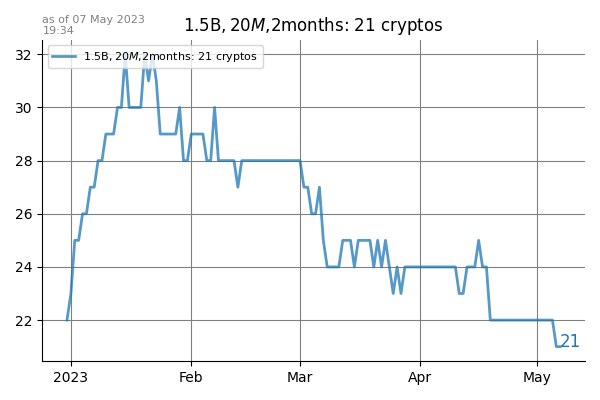 as of 07 May 2023
19:34
1.5B, 20M,2months: 21 cryptos
1.5B, 20M,2months: 21 cryptos
32
30
28
26
24
22
21
2023 Feb Mar Apr May